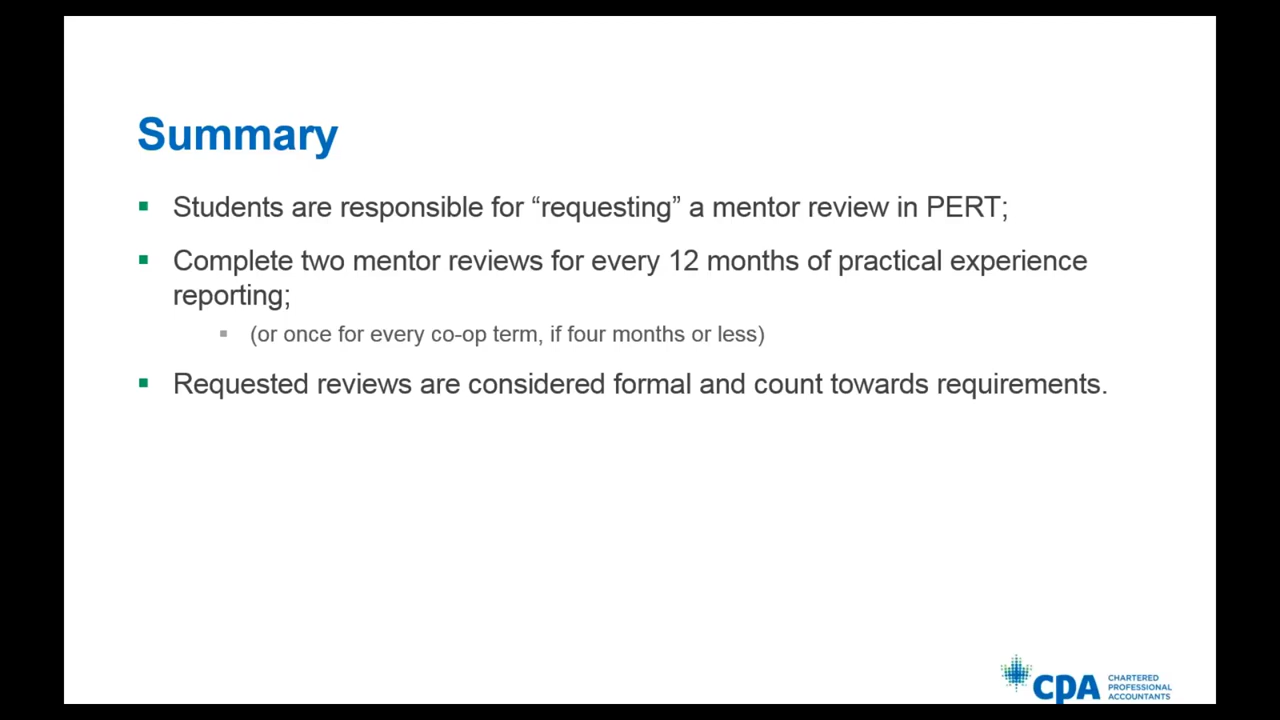 Summary
Students are responsible for “requesting” a mentor review in PERT;
Complete two mentor reviews for every 12 months of practical experience
reporting;
(or once for every co-op term, if four months or less)
Requested reviews are considered formal and count towards requirements.
CPA
CHARTERED
PROFESSIONAL
ACCOUNTANTS